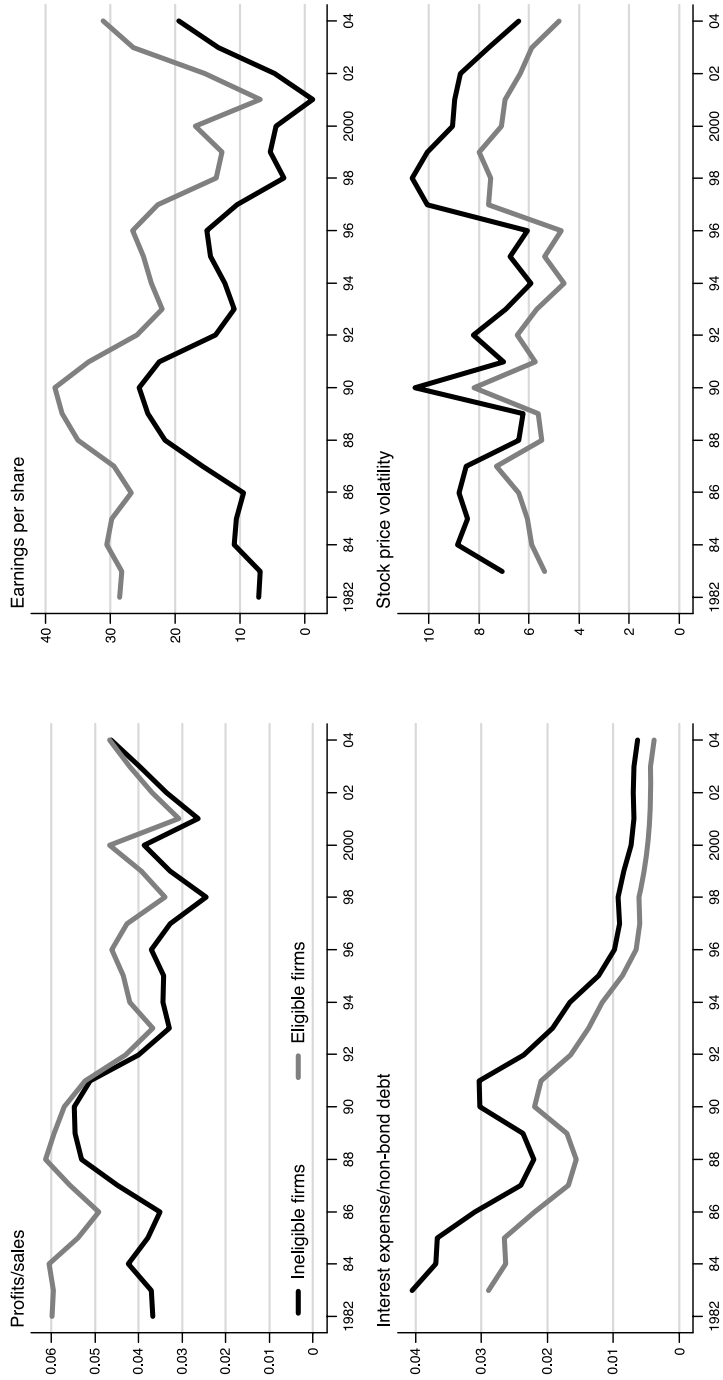 Profits/sales
0.06
0.05
0.04
0.03
0.02
0.01
0
Ineligible firms
Eligible firms
1982 84 86 88 90 92 94 96 98 2000 02 04
Earnings per share
40
30
20
10
0
1982 84 86 88 90 92 94 96 98 2000 02 04
Interest expense/non-bond debt
0.04
0.03
0.02
0.01
0
1982 84 86 88 90 92 94 96 98 2000 02 04
Stock price volatility
10
8
6
4
2
0
1982 84 86 88 90 92 94 96 98 2000 02 04